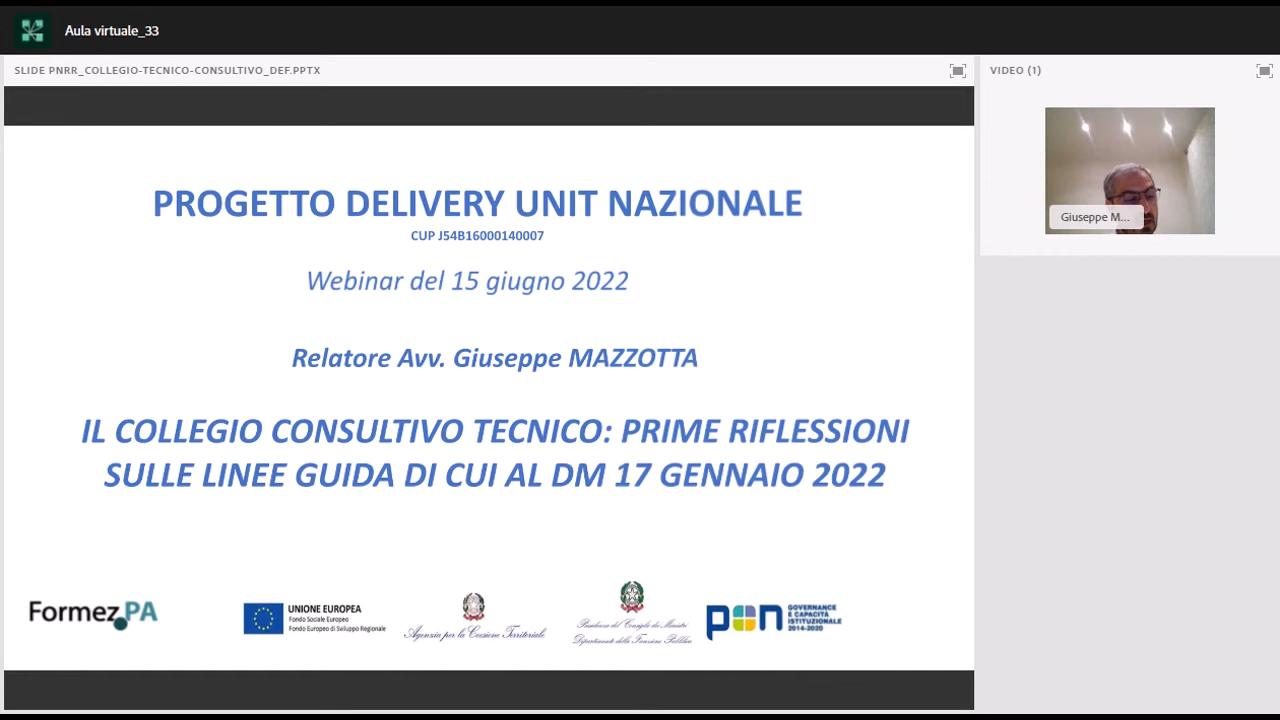 Aula virtuale_33
SLIDE PNRR_COLLEGIO-TECNICO-CONSULTIVO_DEF.PPTX
VIDEO (1)
Giuseppe M...
PROGETTO DELIVERY UNIT NAZIONALE
CUP J54B16000140007
Webinar del 15 giugno 2022
Relatore Avv. Giuseppe MAZZOTTA
IL COLLEGIO CONSULTIVO TECNICO: PRIME RIFLESSIONI
SULLE LINEE GUIDA DI CUI AL DM 17 GENNAIO 2022
Formez PA
UNIONE EUROPEA
Fondo Sociale Europeo
Fondo Europeo di Sviluppo Regionale
Agenzia per la Coesione Territoriale
Presidenza del Consiglio dei Ministri
Dipartimento della Funzione Pubblica
pon
GOVERNANCE
E CAPACITÀ
ISTITUZIONALE
2014-2020